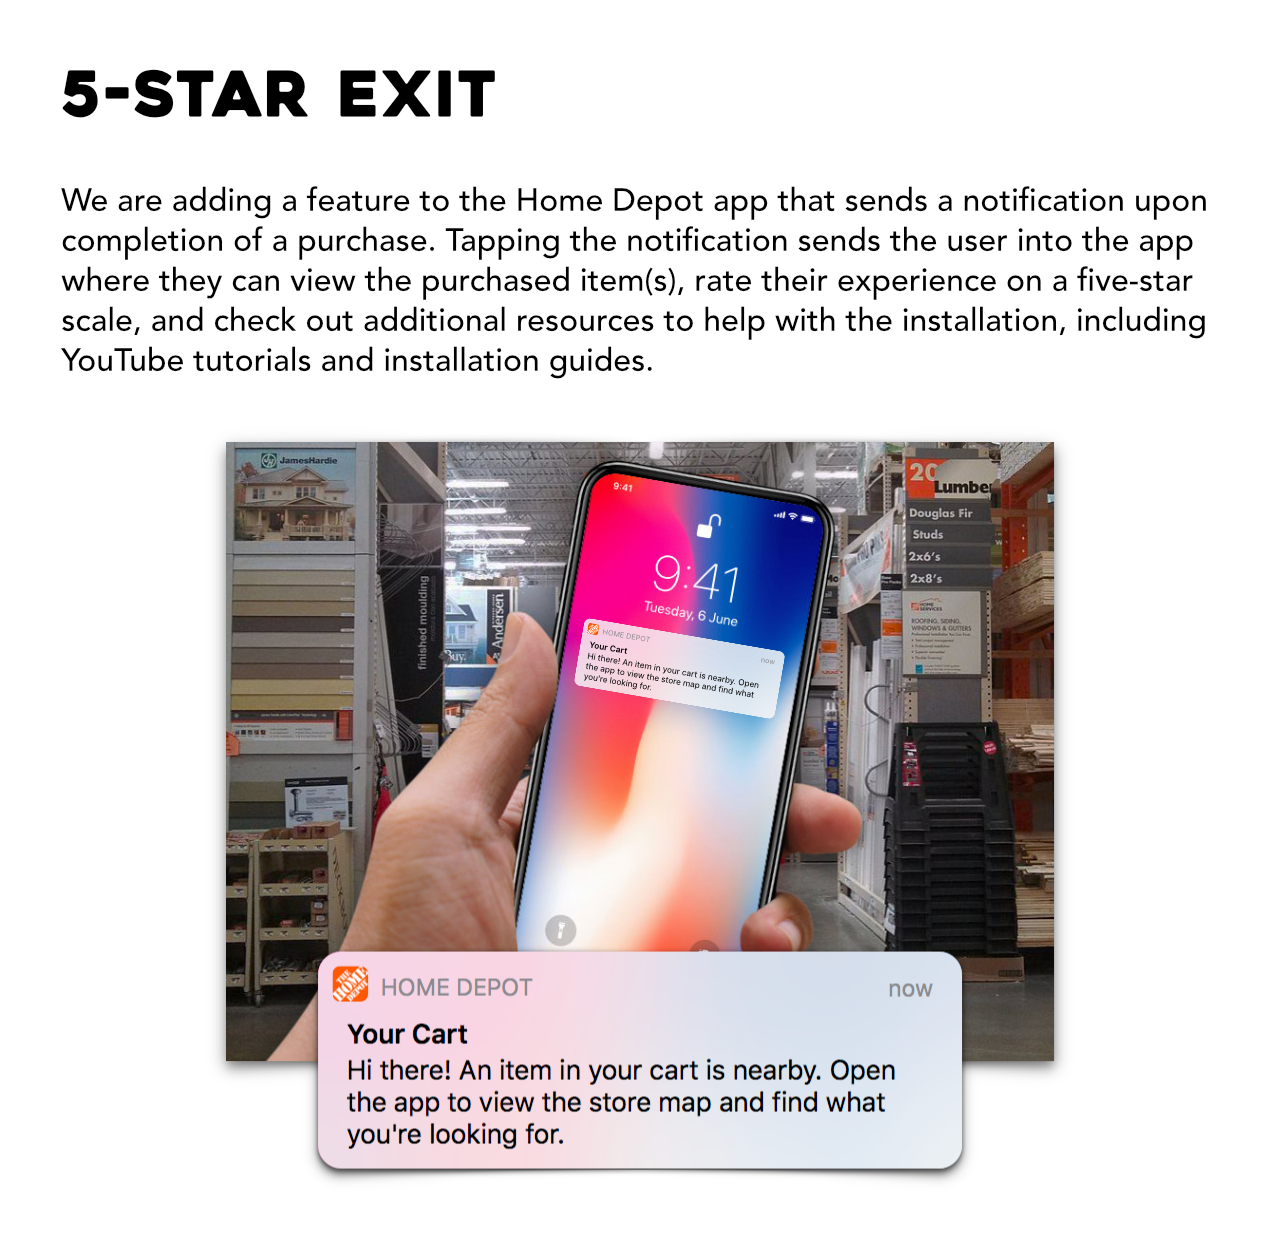 5-STAR EXIT
We are adding a feature to the Home Depot app that sends a notification upon
completion of a purchase. Tapping the notification sends the user into the app
where they can view the purchased item(s), rate their experience on a five-star
scale, and check out additional resources to help with the installation, including
YouTube tutorials and installation guides.
JamesHardie
finished moulding
Andersen
Buy.
9:41
9:41
Tuesday, 6 June
HOME DEPOT
now
Your Cart
Hi there! An item in your cart is nearby. Open
the app to view the store map and find what
you're looking for.
20
Lumber
Douglas Fir
Studs
2x6's
2x8's
HOME
SERVICES
ROOFING, SIDING,
WINDOWS & GUTTERS
THE
HOME
DEPOT
HOME DEPOT
now
Your Cart
Hi there! An item in your cart is nearby. Open
the app to view the store map and find what
you're looking for.